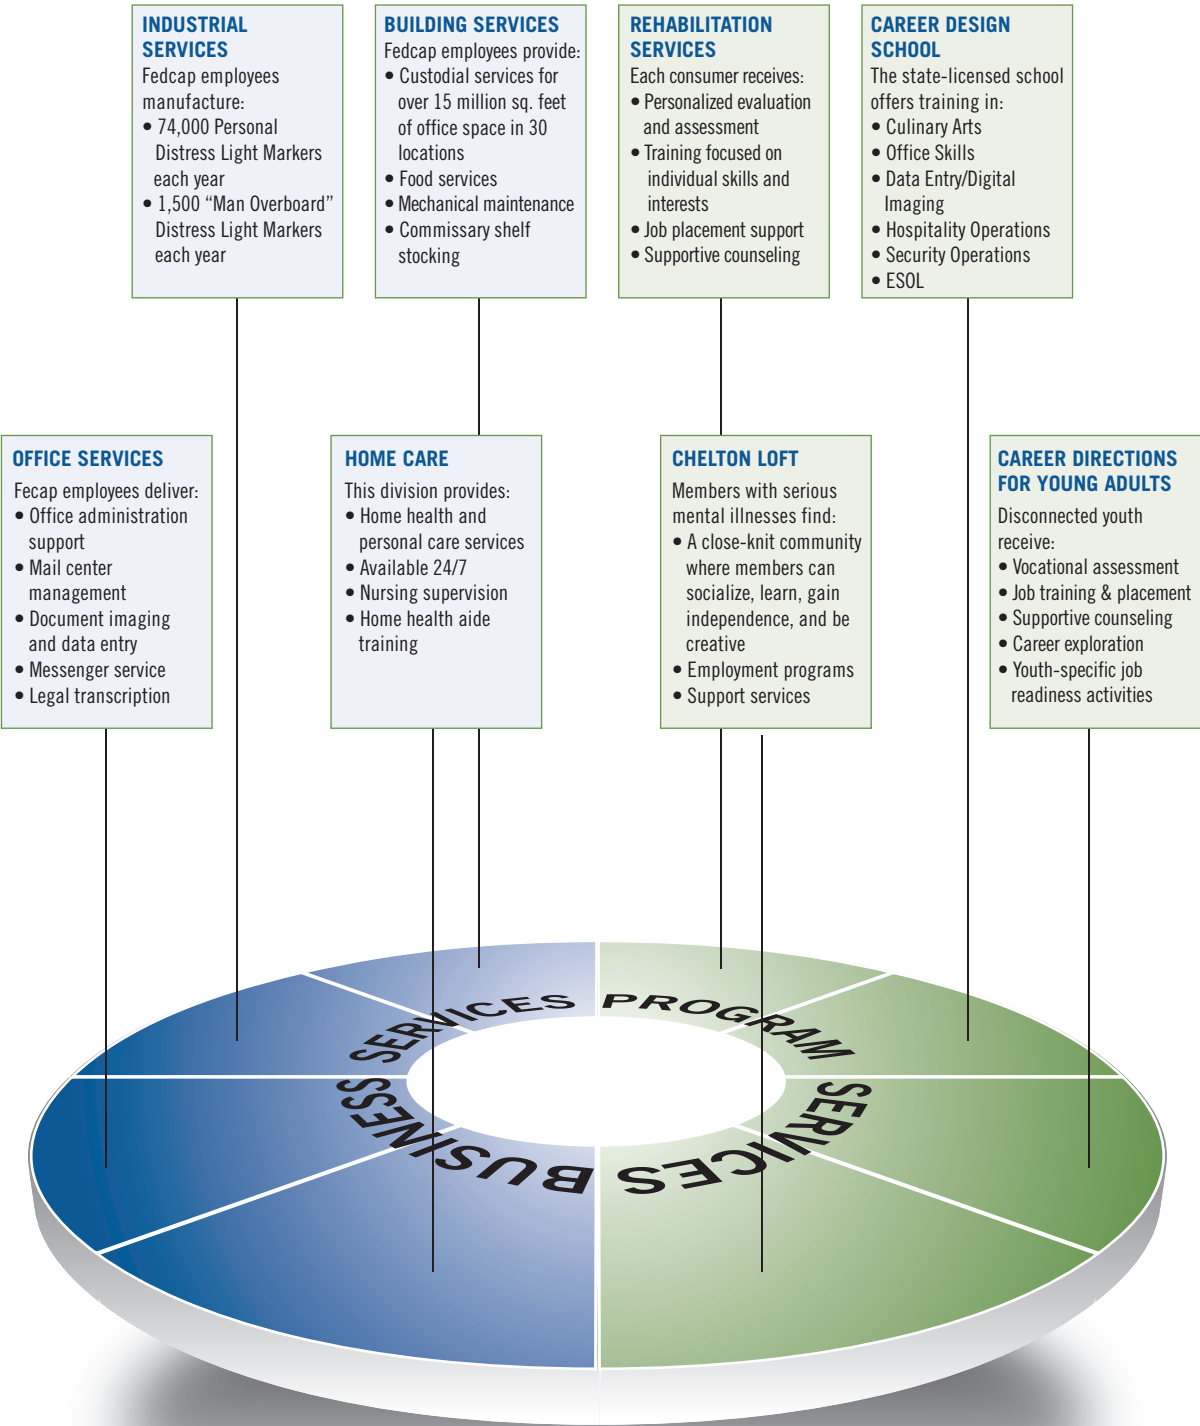 INDUSTRIAL
SERVICES
Fedcap employees
manufacture:
• 74,000 Personal
Distress Light Markers
each year
• 1,500 “Man Overboard”
Distress Light Markers
each year
BUILDING SERVICES
Fedcap employees provide:
• Custodial services for
over 15 million sq. feet
of office space in 30
locations
• Food services
• Mechanical maintenance
• Commissary shelf
stocking
REHABILITATION
SERVICES
Each consumer receives:
• Personalized evaluation
and assessment
• Training focused on
individual skills and
interests
• Job placement support
• Supportive counseling
CAREER DESIGN
SCHOOL
The state-licensed school
offers training in:
• Culinary Arts
• Office Skills
• Data Entry/Digital
Imaging
• Hospitality Operations
• Security Operations
• ESOL
OFFICE SERVICES
Fecap employees deliver:
• Office administration
support
• Mail center
management
• Document imaging
and data entry
• Messenger service
• Legal transcription
HOME CARE
This division provides:
• Home health and
personal care services
• Available 24/7
• Nursing supervision
• Home health aide
training
CHELTON LOFT
Members with serious
mental illnesses find:
• A close-knit community
where members can
socialize, learn, gain
independence, and be
creative
• Employment programs
• Support services
CAREER DIRECTIONS
FOR YOUNG ADULTS
Disconnected youth
receive:
• Vocational assessment
• Job training & placement
• Supportive counseling
• Career exploration
• Youth-specific job
readiness activities
BUSINESS SERVICES
PROGRAM SERVICES